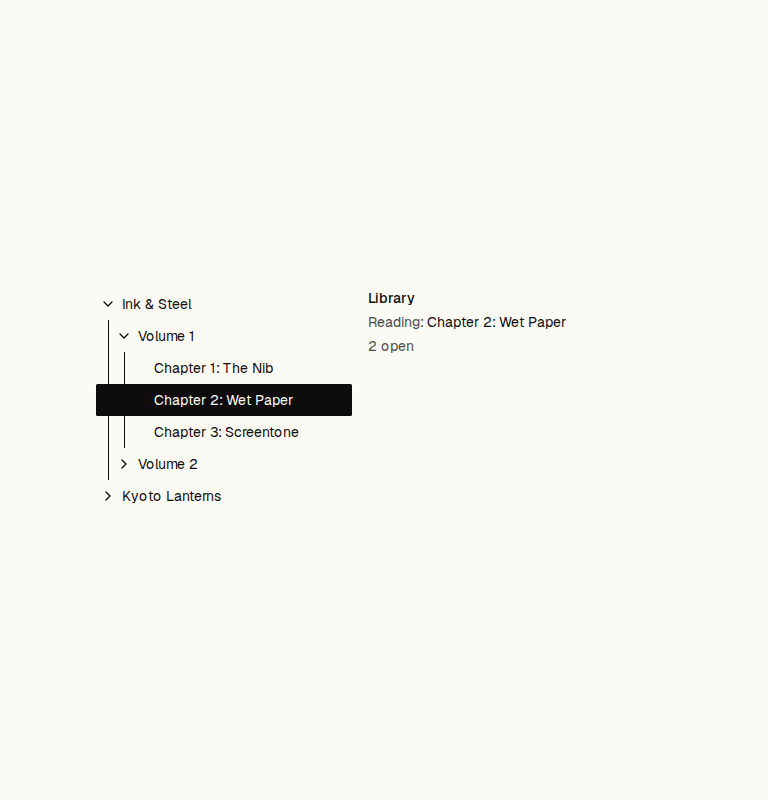 Ink & Steel
Volume 1
Chapter 1: The Nib
Chapter 2: Wet Paper
Chapter 3: Screentone
Volume 2
Kyoto Lanterns
Library
Reading: Chapter 2: Wet Paper
2 open